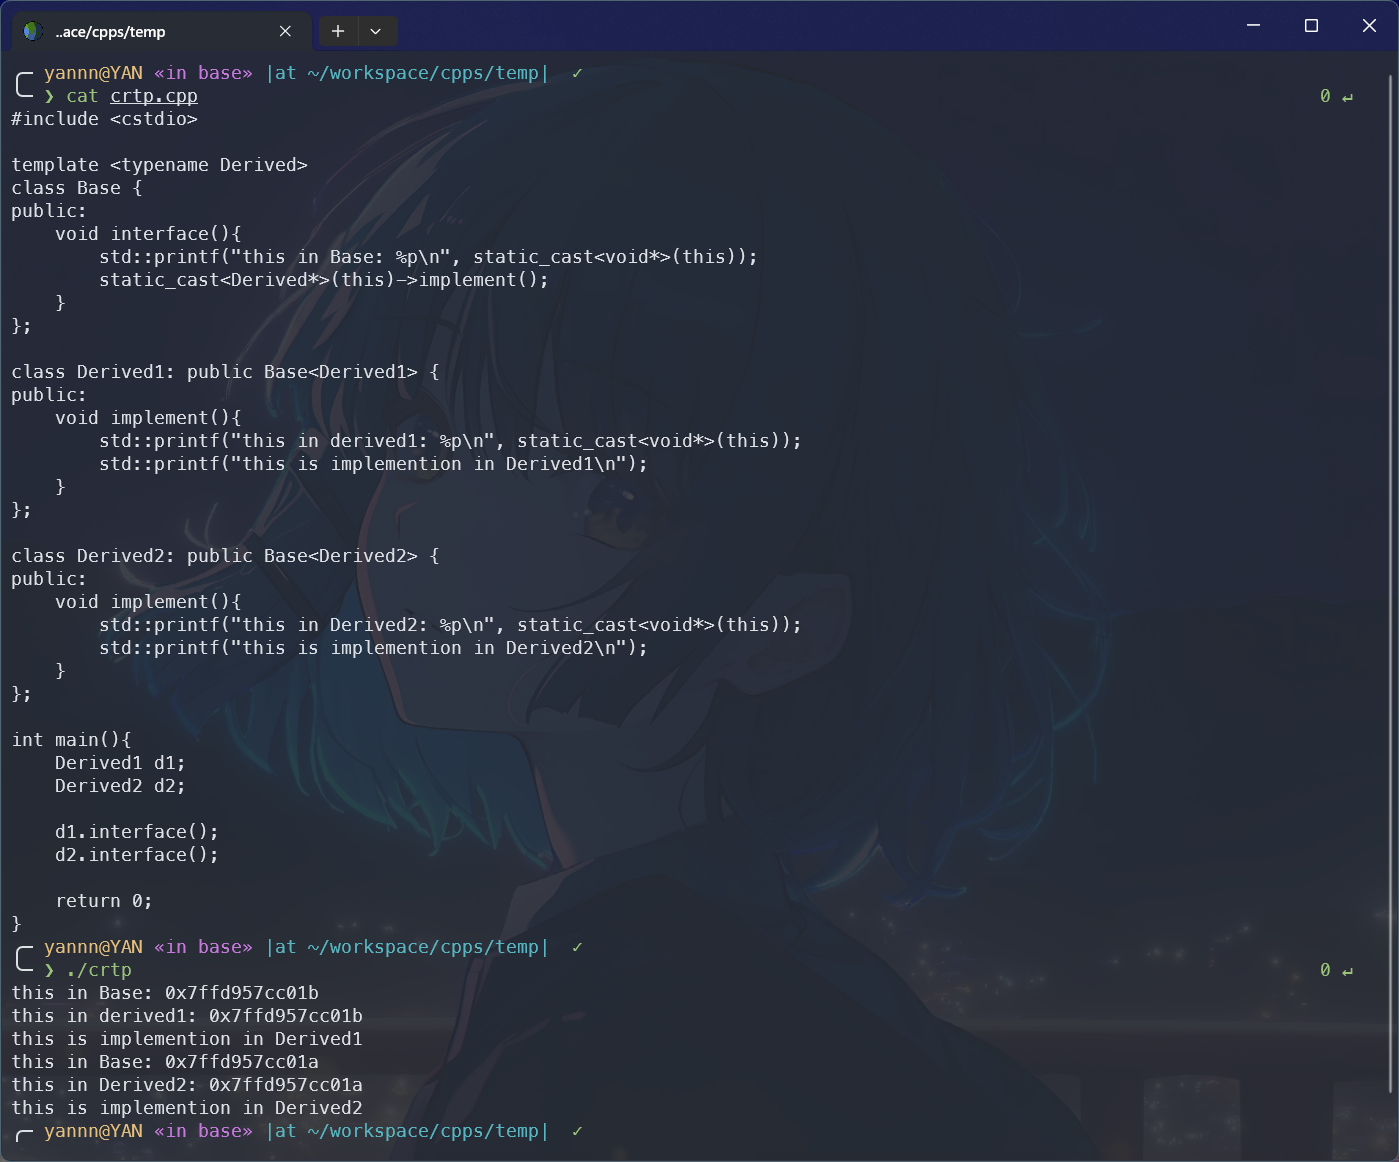 ..ace/cpps/temp
yannn@YAN «in base» |at ~/workspace/cpps/temp| ✓
❯ cat crtp.cpp 0 ↵
#include <cstdio>

template <typename Derived>
class Base {
public:
    void interface(){
        std::printf("this in Base: %p\n", static_cast<void*>(this));
        static_cast<Derived*>(this)->implement();
    }
};

class Derived1: public Base<Derived1> {
public:
    void implement(){
        std::printf("this in derived1: %p\n", static_cast<void*>(this));
        std::printf("this is implemention in Derived1\n");
    }
};

class Derived2: public Base<Derived2> {
public:
    void implement(){
        std::printf("this in Derived2: %p\n", static_cast<void*>(this));
        std::printf("this is implemention in Derived2\n");
    }
};

int main(){
    Derived1 d1;
    Derived2 d2;

    d1.interface();
    d2.interface();

    return 0;
}
yannn@YAN «in base» |at ~/workspace/cpps/temp| ✓
❯ ./crtp 0 ↵
this in Base: 0x7ffd957cc01b
this in derived1: 0x7ffd957cc01b
this is implemention in Derived1
this in Base: 0x7ffd957cc01a
this in Derived2: 0x7ffd957cc01a
this is implemention in Derived2
yannn@YAN «in base» |at ~/workspace/cpps/temp| ✓